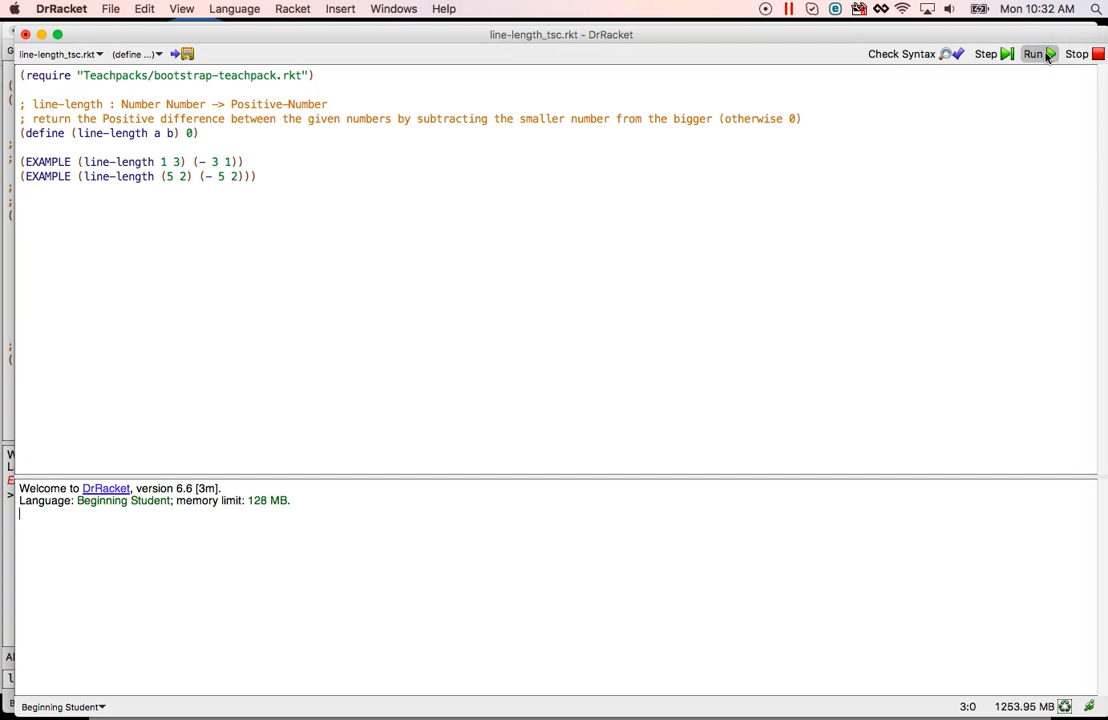 DrRacket File Edit View Language Racket Insert Windows Help Mon 10:32 AM
line-length_tsc.rkt - DrRacket
line-length_tsc.rkt▾ (define ...)▾ Check Syntax Step Run Stop
(require "Teachpacks/bootstrap-teachpack.rkt")
; line-length : Number Number -> Positive-Number
; return the Positive difference between the given numbers by subtracting the smaller number from the bigger (otherwise 0)
(define (line-length a b) 0)
(EXAMPLE (line-length 1 3) (- 3 1))
(EXAMPLE (line-length (5 2) (- 5 2)))
Welcome to DrRacket, version 6.6 [3m].
Language: Beginning Student; memory limit: 128 MB.
Beginning Student▾ 3:0 1253.95 MB